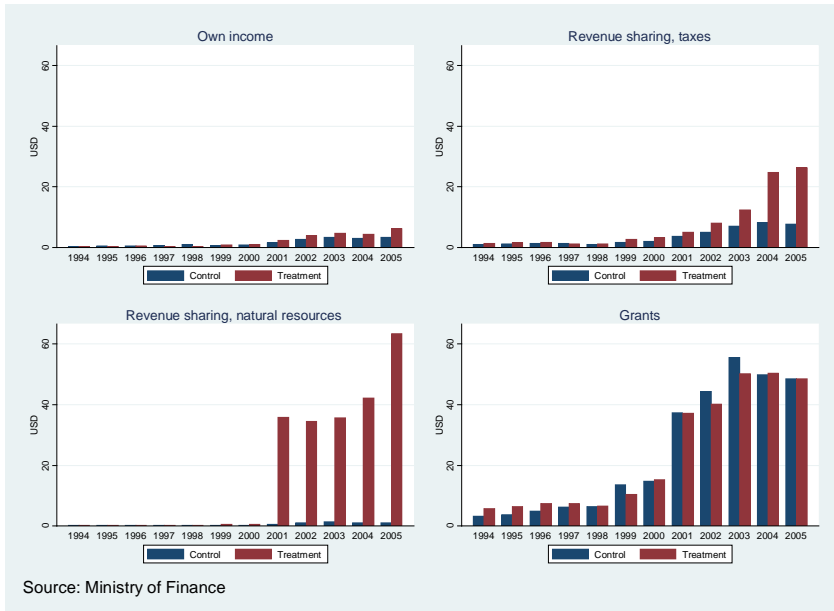 Own income
60
40
20
0
USD
1994 1995 1996 1997 1998 1999 2000 2001 2002 2003 2004 2005
Control Treatment
Revenue sharing, taxes
60
40
20
0
USD
1994 1995 1996 1997 1998 1999 2000 2001 2002 2003 2004 2005
Control Treatment
Revenue sharing, natural resources
60
40
20
0
USD
1994 1995 1996 1997 1998 1999 2000 2001 2002 2003 2004 2005
Control Treatment
Grants
60
40
20
0
USD
1994 1995 1996 1997 1998 1999 2000 2001 2002 2003 2004 2005
Control Treatment
Source: Ministry of Finance